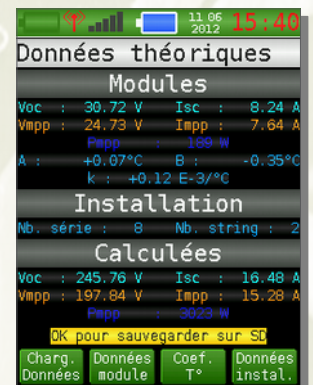 11 06 2012 15:40
Données théoriques
Modules
Voc : 30.72 V Isc : 8.24 A
Vmpp : 24.73 V Impp : 7.64 A
Pmpp : 189 W
A : +0.07°C B : -0.35°C
k : +0.12 E-3/°C
Installation
Nb. série : 8 Nb. string : 2
Calculées
Voc : 245.76 V Isc : 16.48 A
Vmpp : 197.84 V Impp : 15.28 A
Pmpp : 3023 W
OK pour sauvegarder sur SD
Charg. Données Coef. Données
Données module T° instal.